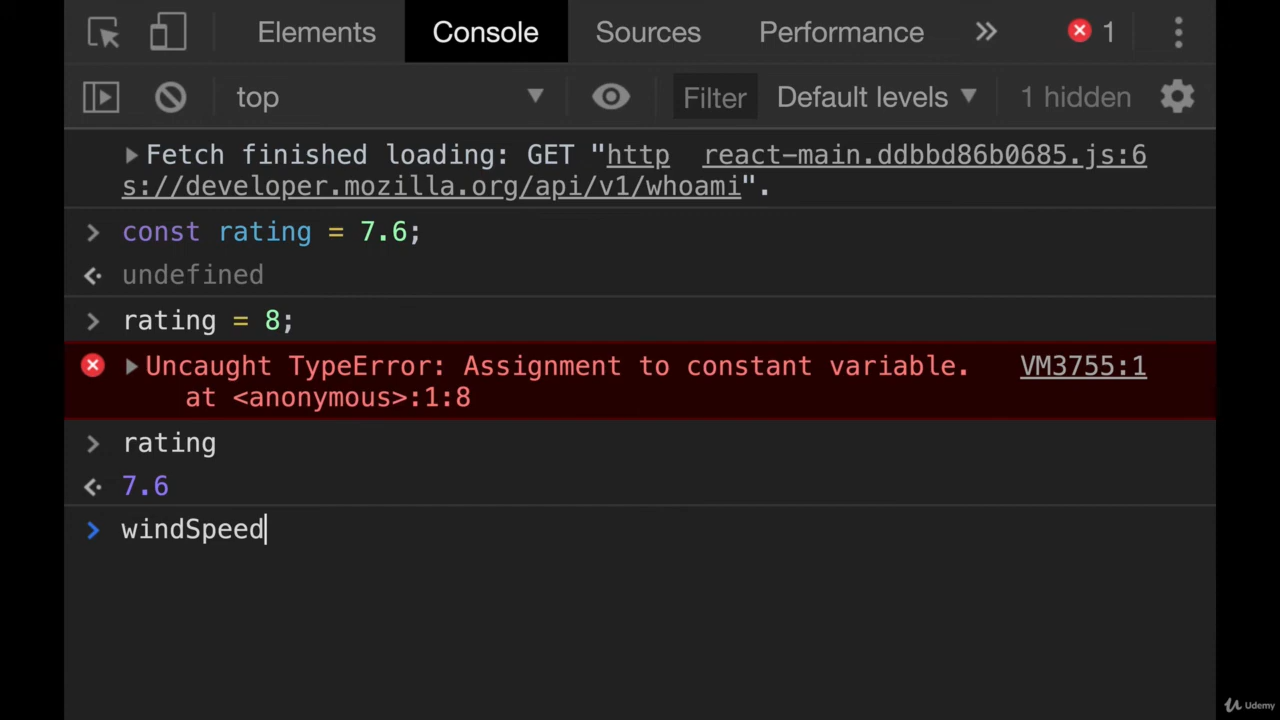 Elements Console Sources Performance 1
top Filter Default levels 1 hidden
Fetch finished loading: GET "http react-main.ddbbd86b0685.js:6
s://developer.mozilla.org/api/v1/whoami".
const rating = 7.6;
undefined
rating = 8;
Uncaught TypeError: Assignment to constant variable. VM3755:1
at <anonymous>:1:8
rating
7.6
windSpeed
Udemy